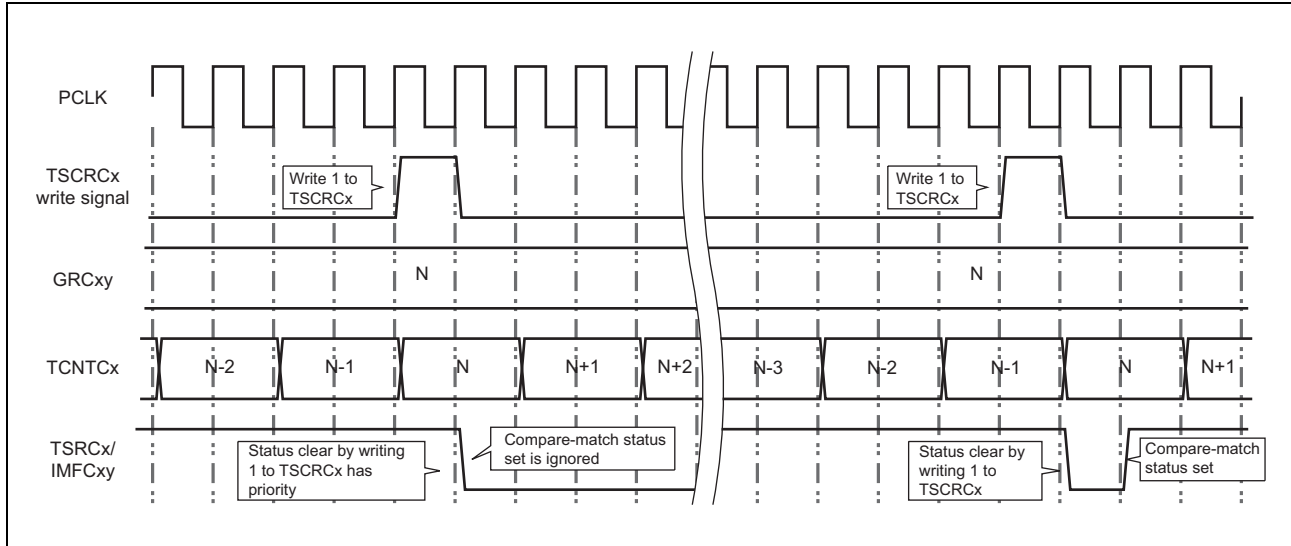 PCLK
TSCRCx
write signal
Write 1 to
TSCRCx
Write 1 to
TSCRCx
GRCxy
N
N
TCNTCx
N-2
N-1
N
N+1
N+2
N-3
N-2
N-1
N
N+1
TSRCx/
IMFCxy
Status clear by writing
1 to TSCRCx has
priority
Compare-match status
set is ignored
Status clear by
writing 1 to
TSCRCx
Compare-match
status set